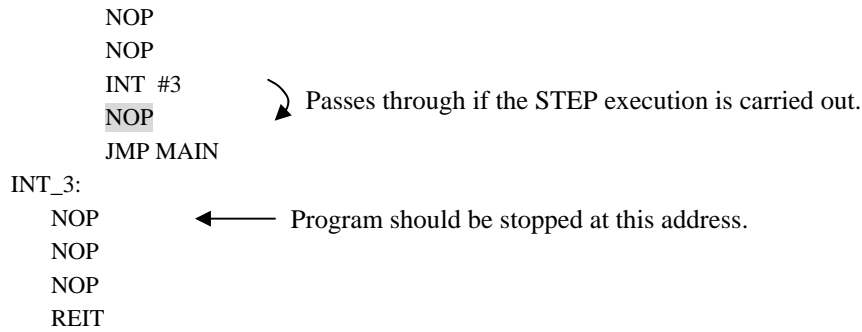 NOP
NOP
INT #3
Passes through if the STEP execution is carried out.
NOP
JMP MAIN
INT_3:
NOP
Program should be stopped at this address.
NOP
NOP
REIT